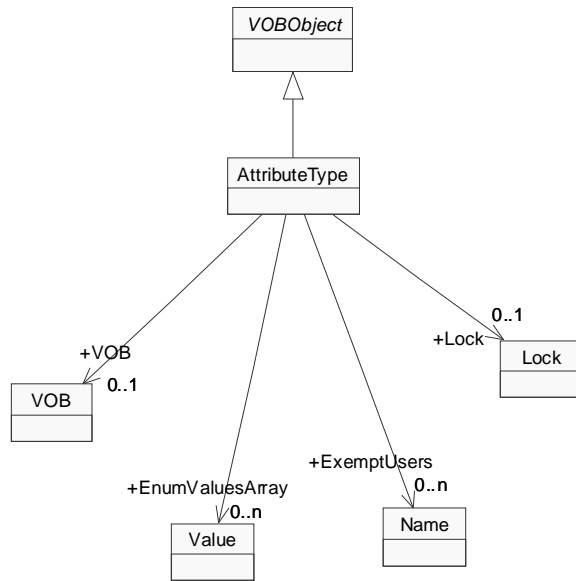 VOBObject
AttributeType
0..1
+Lock
Lock
+VOB
0..1
VOB
+ExemptUsers
+EnumValuesArray
0..n
0..n
Name
Value